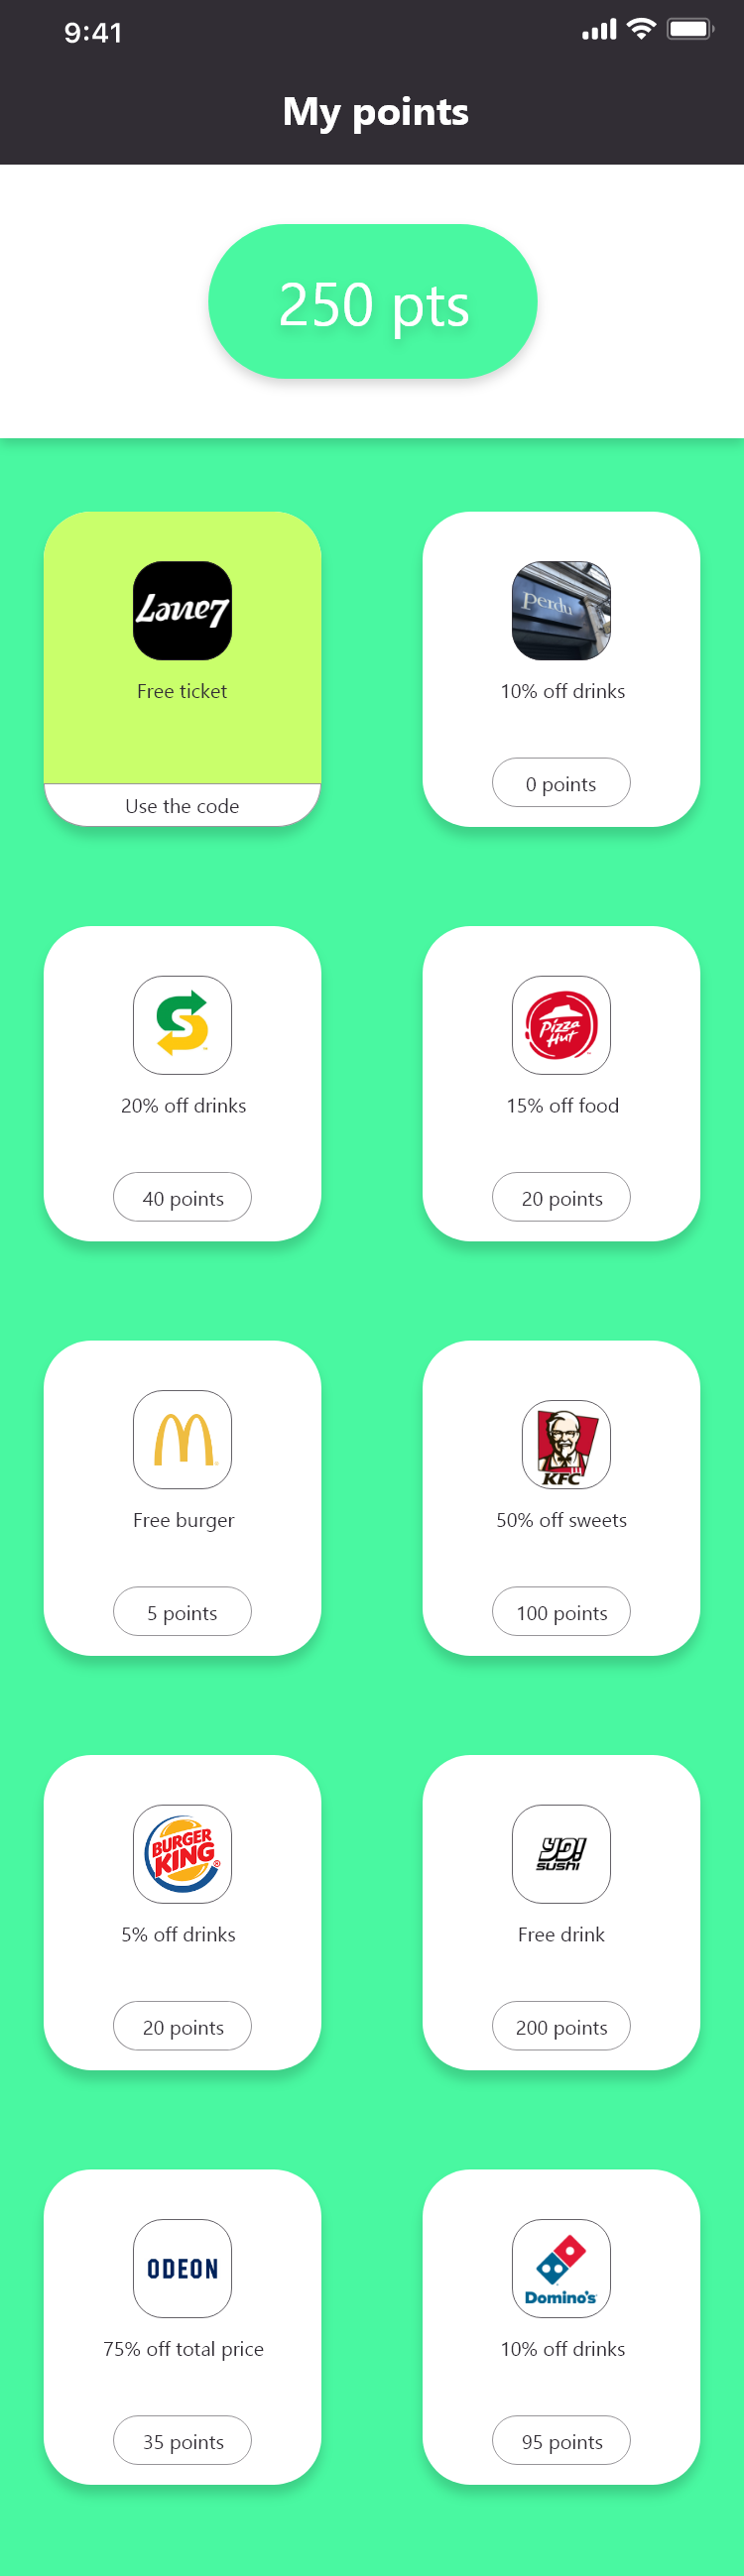 9:41
My points
250 pts
Lane7
perdu
Free ticket
10% off drinks
Use the code
0 points
Pizza
Hut
20% off drinks
15% off food
40 points
20 points
KFC
Free burger
50% off sweets
5 points
100 points
BURGER
KING
YO!
SUSHI
5% off drinks
Free drink
20 points
200 points
ODEON
Domino's
75% off total price
10% off drinks
35 points
95 points